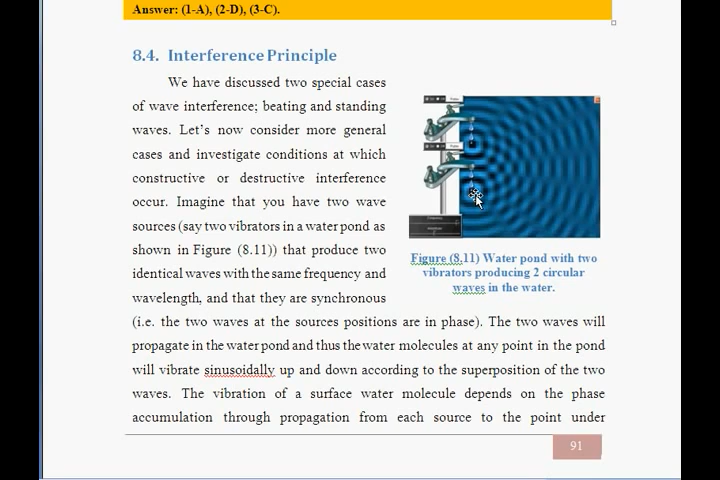 Answer: (1-A), (2-D), (3-C).
8.4. Interference Principle
We have discussed two special cases
of wave interference; beating and standing
waves. Let's now consider more general
cases and investigate conditions at which
constructive or destructive interference
occur. Imagine that you have two wave
sources (say two vibrators in a water pond as
shown in Figure (8.11)) that produce two
identical waves with the same frequency and
wavelength, and that they are synchronous
Figure (8.11) Water pond with two
vibrators producing 2 circular
waves in the water.
(i.e. the two waves at the sources positions are in phase). The two waves will
propagate in the water pond and thus the water molecules at any point in the pond
will vibrate sinusoidally up and down according to the superposition of the two
waves. The vibration of a surface water molecule depends on the phase
accumulation through propagation from each source to the point under
91